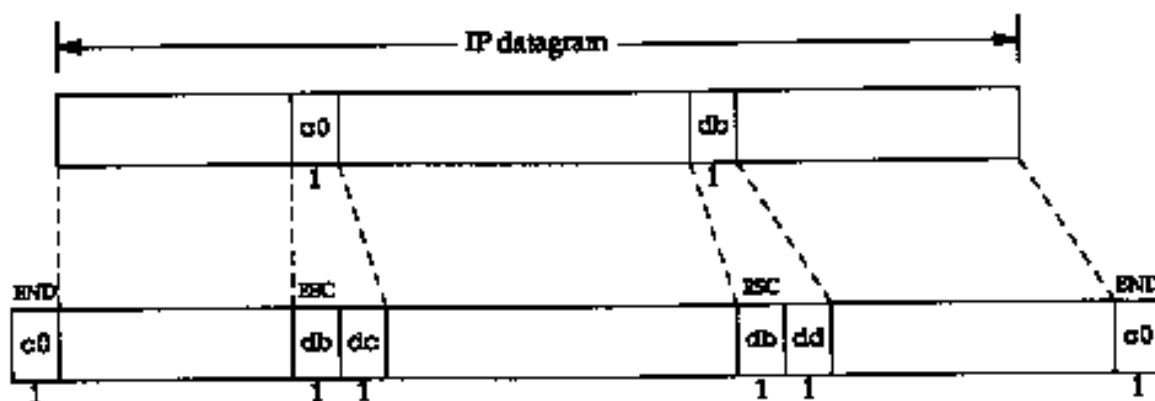 IP datagram
c0 db
1 1
END ESC ESC END
c0 db dc db dd c0
1 1 1 1 1 1